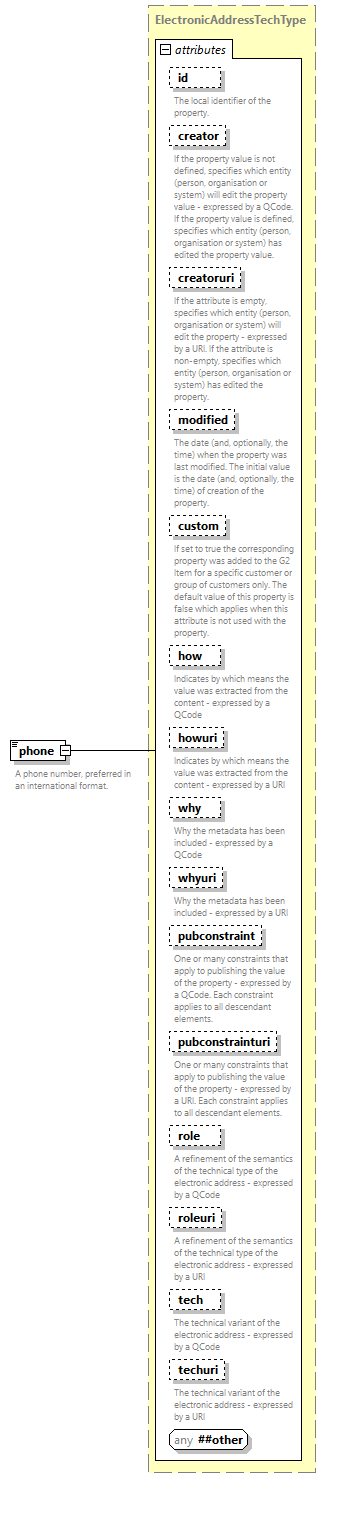 ElectronicAddressTechType
attributes
id
The local identifier of the
property.
creator
If the property value is not
defined, specifies which entity
(person, organisation or
system) will edit the property
value - expressed by a QCode.
If the property value is defined,
specifies which entity (person,
organisation or system) has
edited the property value.
creatoruri
If the attribute is empty,
specifies which entity (person,
organisation or system) will
edit the property - expressed
by a URI. If the attribute is
non-empty, specifies which
entity (person, organisation or
system) has edited the
property.
modified
The date (and, optionally, the
time) when the property was
last modified. The initial value
is the date (and, optionally, the
time) of creation of the
property.
custom
If set to true the corresponding
property was added to the G2
Item for a specific customer or
group of customers only. The
default value of this property is
false which applies when this
attribute is not used with the
property.
how
Indicates by which means the
value was extracted from the
content - expressed by a
QCode
howuri
Indicates by which means the
value was extracted from the
content - expressed by a URI
why
Why the metadata has been
included - expressed by a
QCode
whyuri
Why the metadata has been
included - expressed by a URI
pubconstraint
One or many constraints that
apply to publishing the value
of the property - expressed by
a QCode. Each constraint
applies to all descendant
elements.
pubconstrainturi
One or many constraints that
apply to publishing the value
of the property - expressed by
a URI. Each constraint applies
to all descendant elements.
role
A refinement of the semantics
of the technical type of the
electronic address - expressed
by a QCode
roleuri
A refinement of the semantics
of the technical type of the
electronic address - expressed
by a URI
tech
The technical variant of the
electronic address - expressed
by a QCode
techuri
The technical variant of the
electronic address - expressed
by a URI
any ##other
phone
A phone number, preferred in
an international format.